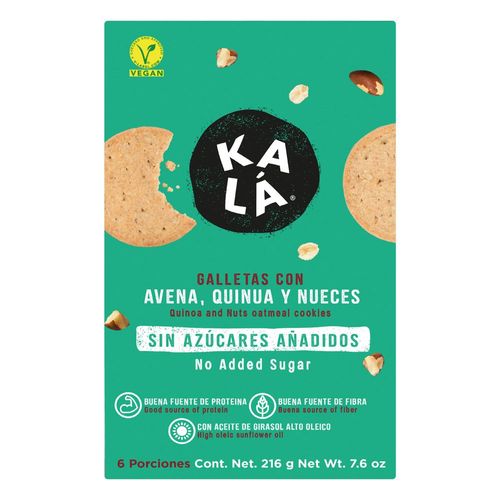 VEGAN
KA
LÁ®
GALLETAS CON
AVENA, QUINUA Y NUECES
Quinoa and Nuts oatmeal cookies
SIN AZÚCARES AÑADIDOS
No Added Sugar
BUENA FUENTE DE PROTEINA
Good source of protein
BUENA FUENTE DE FIBRA
Buena source of fiber
CON ACEITE DE GIRASOL ALTO OLEICO
High oleic sunflower oil
6 Porciones Cont. Net. 216 g Net Wt. 7.6 oz